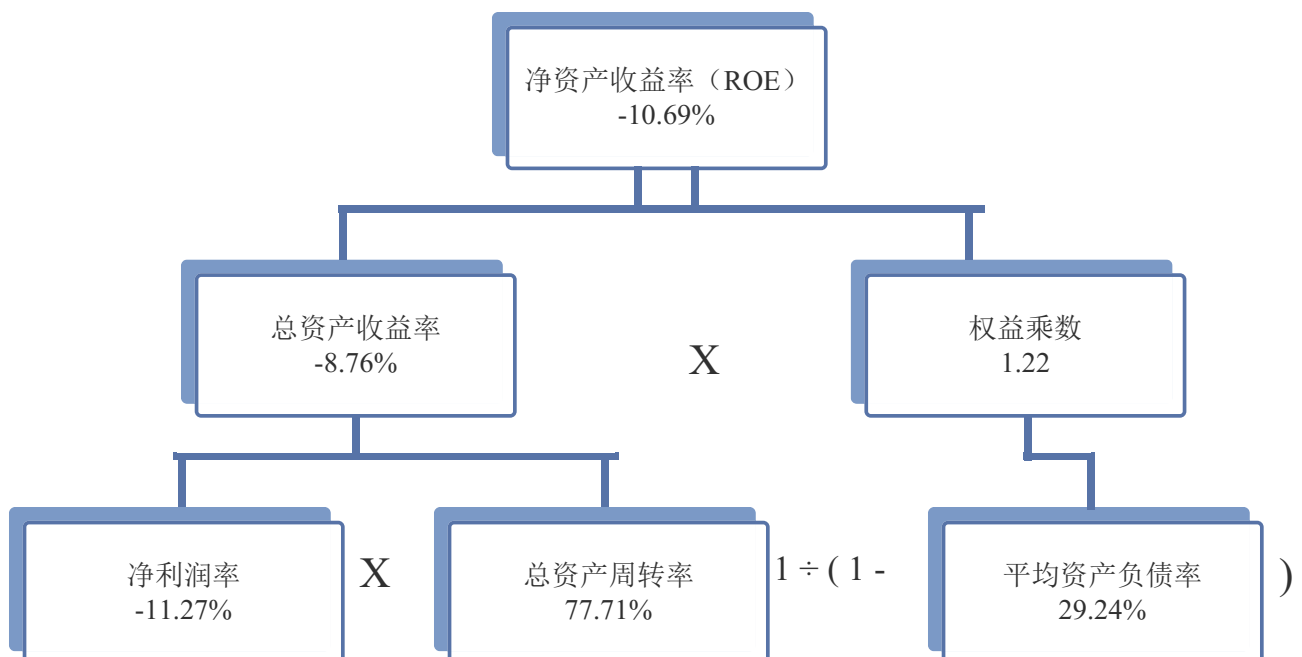 净资产收益率（ROE）
-10.69%
总资产收益率
-8.76%
X
权益乘数
1.22
净利润率
-11.27%
X
总资产周转率
77.71%
1 ÷ ( 1 -
平均资产负债率
29.24%
)